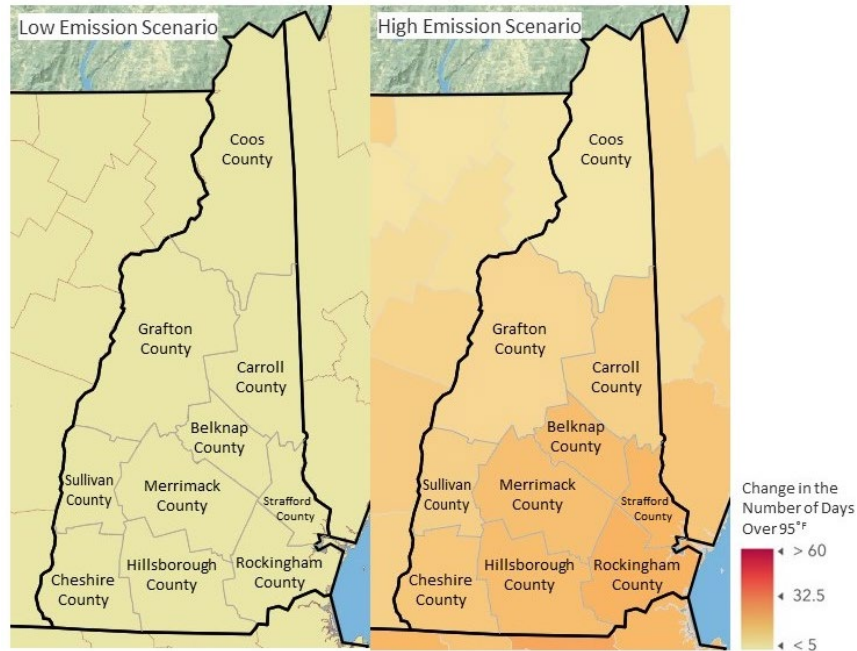 Low Emission Scenario
Coos
County
Grafton
County
Carroll
County
Belknap
County
Sullivan
County
Merrimack
County
Strafford
County
Cheshire
County
Hillsborough
County
Rockingham
County
High Emission Scenario
Coos
County
Grafton
County
Carroll
County
Belknap
County
Sullivan
County
Merrimack
County
Strafford
County
Cheshire
County
Hillsborough
County
Rockingham
County
Change in the
Number of Days
Over 95°F
> 60
32.5
< 5